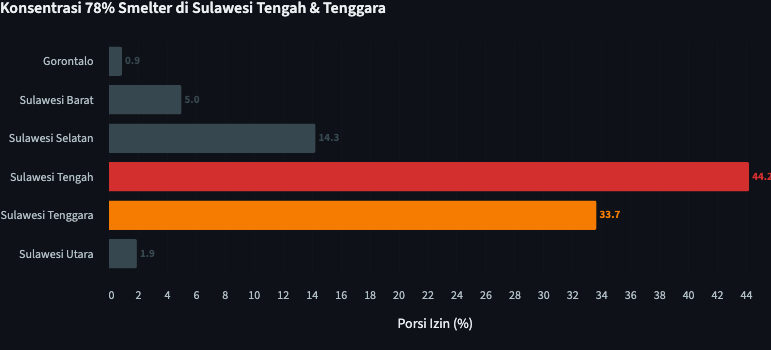 Konsentrasi 78% Smelter di Sulawesi Tengah & Tenggara
Gorontalo 0.9
Sulawesi Barat 5.0
Sulawesi Selatan 14.3
Sulawesi Tengah 44.2
Sulawesi Tenggara 33.7
Sulawesi Utara 1.9
0 2 4 6 8 10 12 14 16 18 20 22 24 26 28 30 32 34 36 38 40 42 44
Porsi Izin (%)